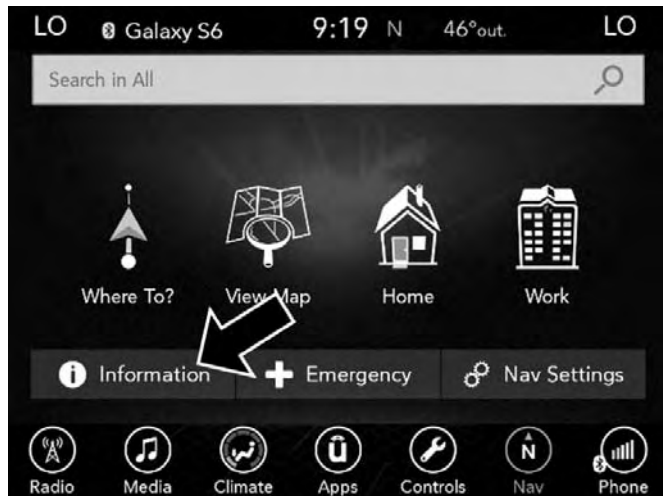 LO Galaxy S6 9:19 N 46°out. LO
Search in All
Where To? View Map Home Work
i Information Emergency Nav Settings
ū N
Radio Media Climate Apps Controls Nav Phone